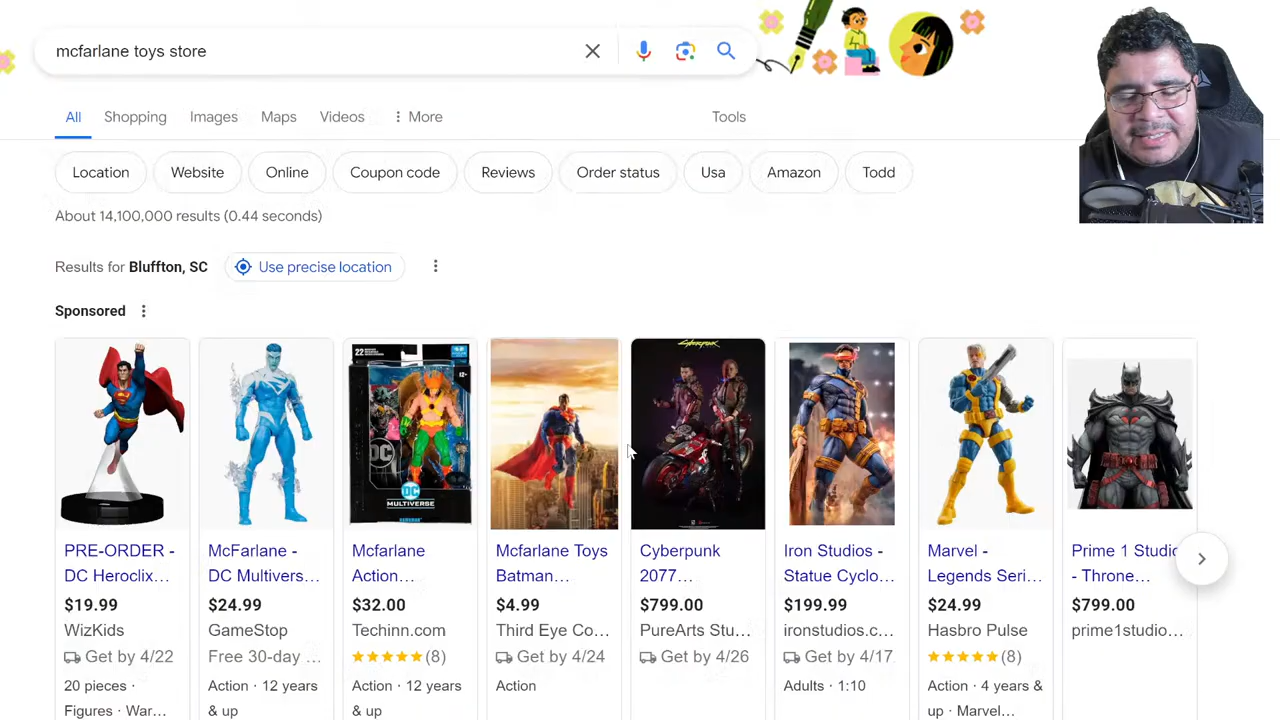 mcfarlane toys store
All Shopping Images Maps Videos More Tools
Location Website Online Coupon code Reviews Order status Usa Amazon Todd
About 14,100,000 results (0.44 seconds)
Results for Bluffton, SC Use precise location
Sponsored
22
12+
DC
DC
MULTIVERSE
Cyberpunk
PRE-ORDER -
DC Heroclix...
$19.99
WizKids
Get by 4/22
20 pieces ·
Figures · War...
McFarlane -
DC Multivers...
$24.99
GameStop
Free 30-day ...
Action · 12 years
& up
Mcfarlane
Action...
$32.00
Techinn.com
(8)
Action · 12 years
& up
Mcfarlane Toys
Batman...
$4.99
Third Eye Co...
Get by 4/24
Action
Cyberpunk
2077...
$799.00
PureArts Stu...
Get by 4/26
Iron Studios -
Statue Cyclo...
$199.99
ironstudios.c...
Get by 4/17
Adults · 1:10
Marvel -
Legends Seri...
$24.99
Hasbro Pulse
(8)
Action · 4 years &
up · Marvel...
Prime 1 Studio
- Throne...
$799.00
prime1studio...